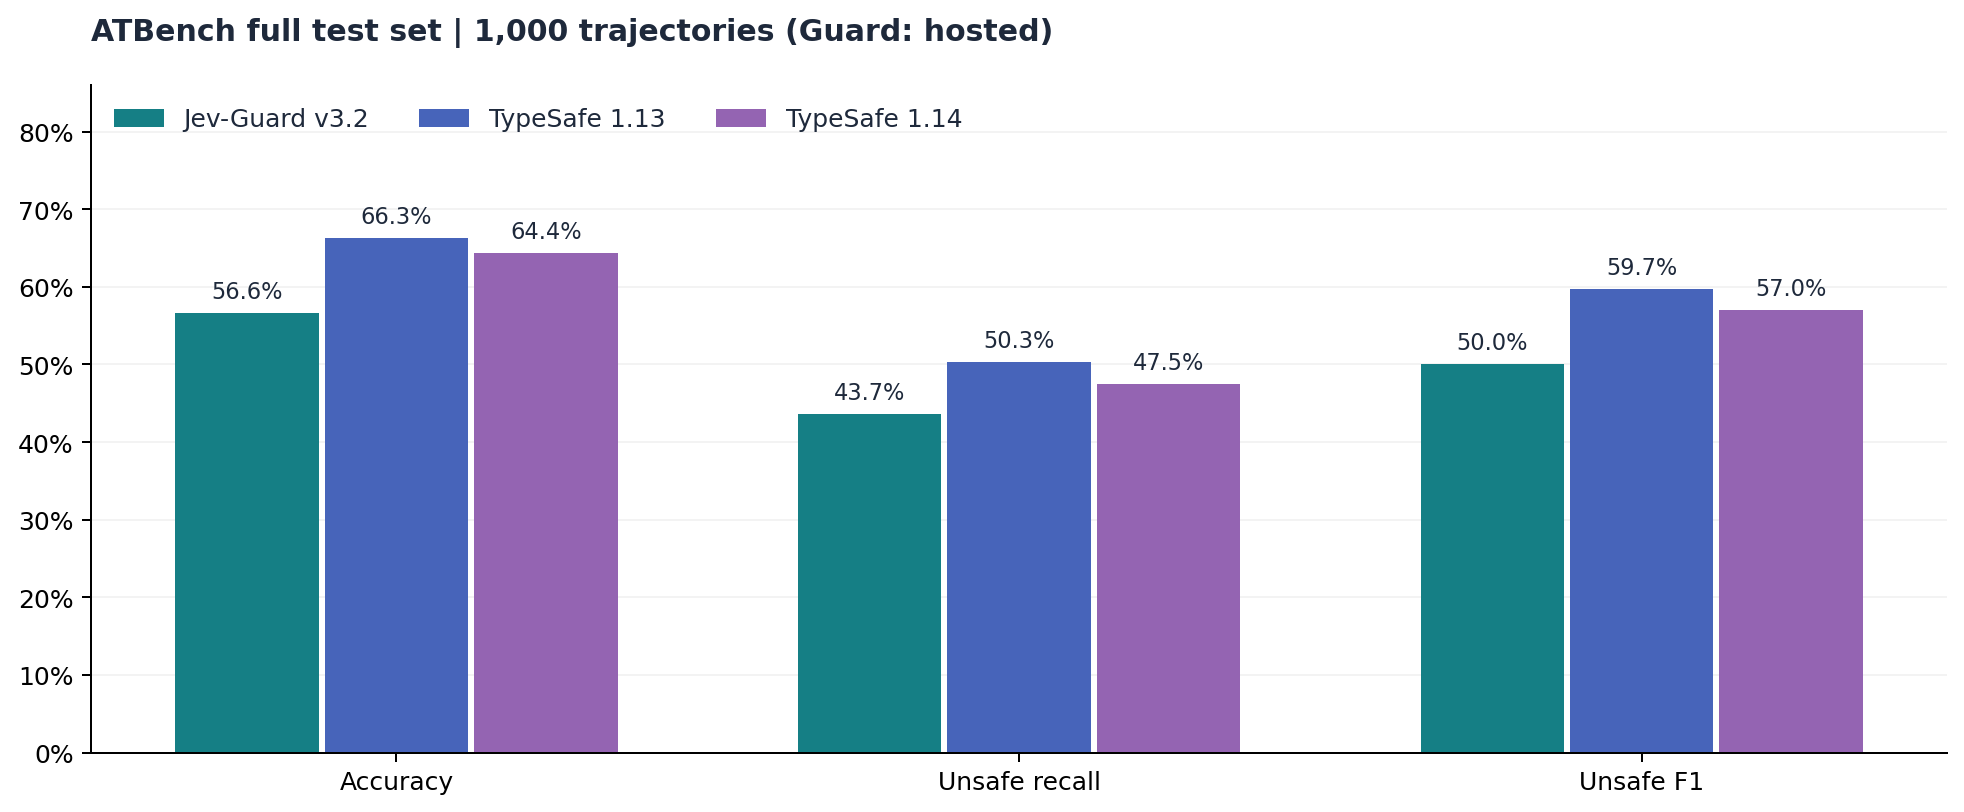 ATBench full test set | 1,000 trajectories (Guard: hosted)
Jev-Guard v3.2 TypeSafe 1.13 TypeSafe 1.14
80%
70%
60%
50%
40%
30%
20%
10%
0%
56.6% 66.3% 64.4%
43.7% 50.3% 47.5%
50.0% 59.7% 57.0%
Accuracy Unsafe recall Unsafe F1